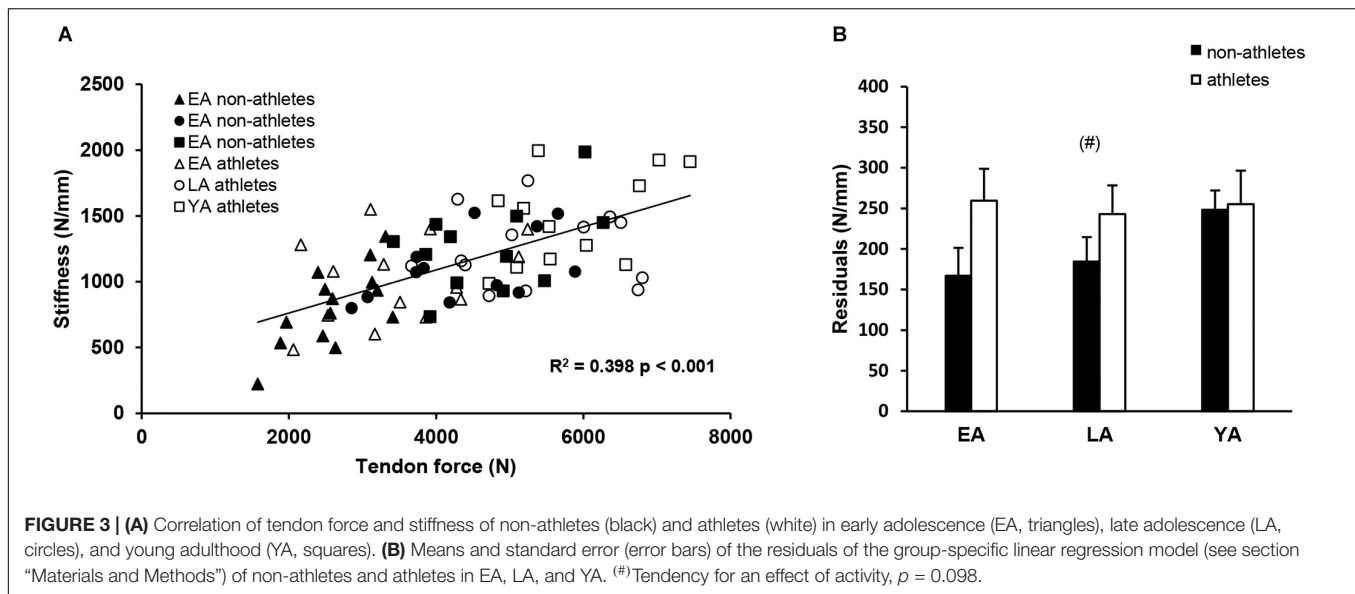 A
2500
2000
1500
1000
500
0
Stiffness (N/mm)
EA non-athletes
EA non-athletes
EA non-athletes
EA athletes
LA athletes
YA athletes
R² = 0.398 p < 0.001
0 2000 4000 6000 8000
Tendon force (N)
B
non-athletes
athletes
400
350
300
250
200
150
100
50
0
Residuals (N/mm)
(#)
EA LA YA
FIGURE 3 | (A) Correlation of tendon force and stiffness of non-athletes (black) and athletes (white) in early adolescence (EA, triangles), late adolescence (LA,
circles), and young adulthood (YA, squares). (B) Means and standard error (error bars) of the residuals of the group-specific linear regression model (see section
“Materials and Methods”) of non-athletes and athletes in EA, LA, and YA. (#)Tendency for an effect of activity, p = 0.098.